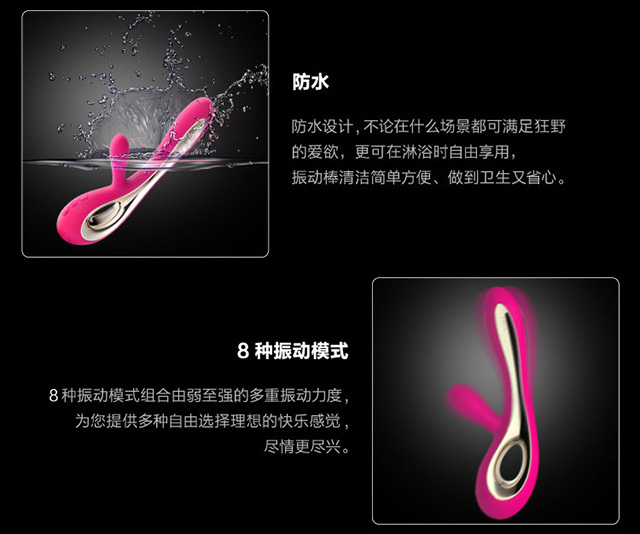 防水
防水设计,不论在什么场景都可满足狂野
的爱欲，更可在淋浴时自由享用，
振动棒清洁简单方便、做到卫生又省心。
8 种振动模式
8 种振动模式组合由弱至强的多重振动力度，
为您提供多种自由选择理想的快乐感觉，
尽情更尽兴。